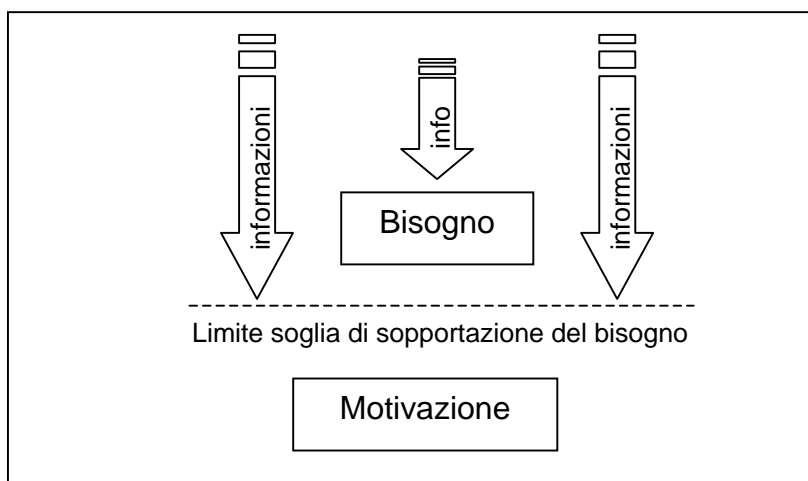 informazioni
info
informazioni
Bisogno
Limite soglia di sopportazione del bisogno
Motivazione